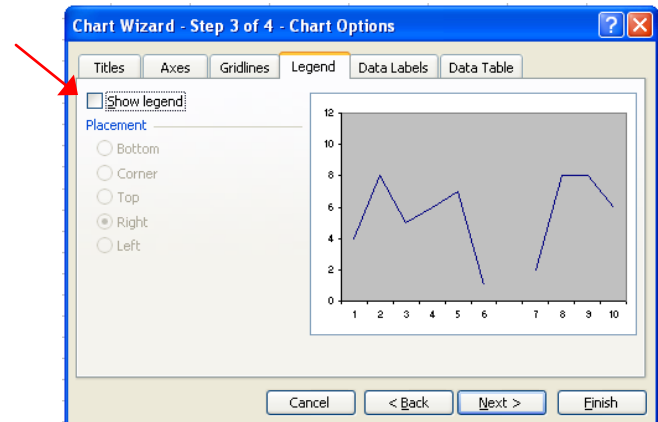 Chart Wizard - Step 3 of 4 - Chart Options
Titles Axes Gridlines Legend Data Labels Data Table
Show legend
Placement
Bottom
Corner
Top
Right
Left
12
10
8
6
4
2
0
1 2 3 4 5 6 7 8 9 10
Cancel < Back Next > Finish